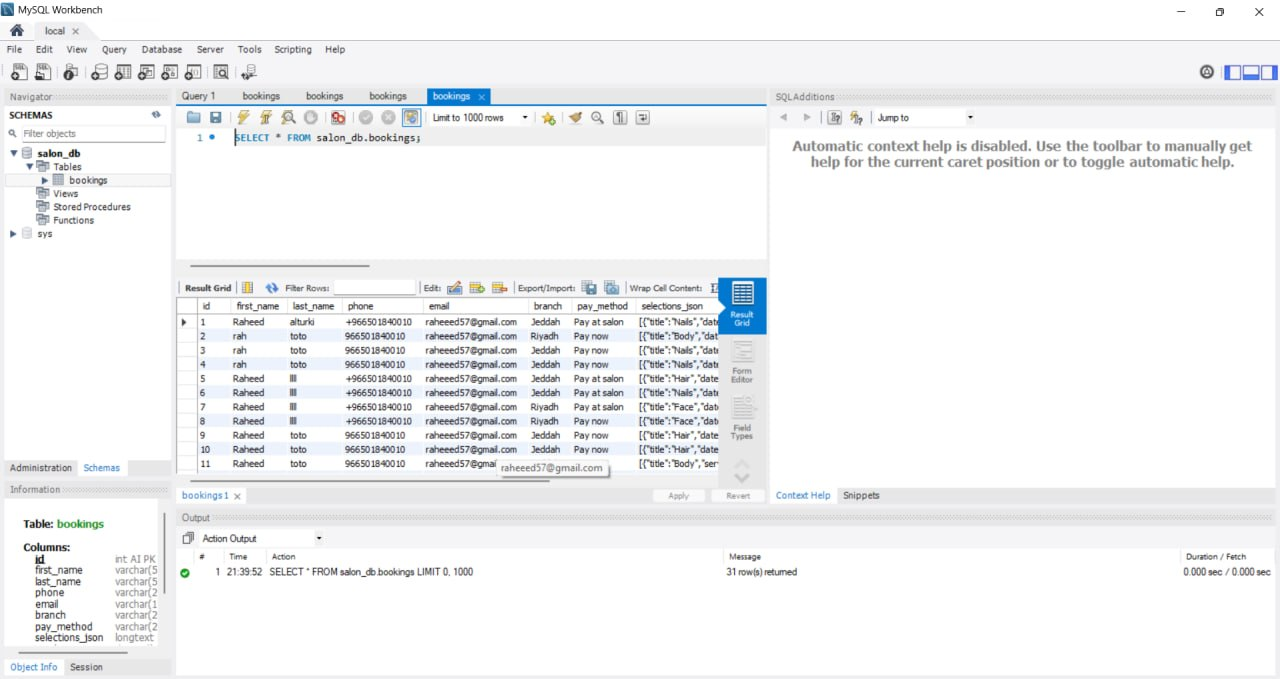 MySQL Workbench
local
File Edit View Query Database Server Tools Scripting Help
Navigator
SCHEMAS
Filter objects
salon_db
Tables
bookings
Views
Stored Procedures
Functions
sys
Administration Schemas
Information
Table: bookings
Columns:
id int AI PK
first_name varchar(5
last_name varchar(5
phone varchar(2
email varchar(1
branch varchar(2
pay_method varchar(2
selections_json longtext
Object Info Session
Query 1 bookings bookings bookings bookings
Limit to 1000 rows
1 SELECT * FROM salon_db.bookings;
Result Grid Filter Rows: Edit: Export/Import: Wrap Cell Content:
id first_name last_name phone email branch pay_method selections_json
1 Raheed alturki +966501840010 raheeed57@gmail.com Jeddah Pay at salon [{"title":"Nails","date
2 rah toto 966501840010 raheeed57@gmail.com Riyadh Pay now [{"title":"Body","dat
3 rah toto 966501840010 raheeed57@gmail.com Jeddah Pay now [{"title":"Nails","date
4 rah toto 966501840010 raheeed57@gmail.com Jeddah Pay now [{"title":"Nails","date
5 Raheed llll +966501840010 raheeed57@gmail.com Jeddah Pay at salon [{"title":"Hair","date
6 Raheed llll +966501840010 raheeed57@gmail.com Jeddah Pay at salon [{"title":"Nails","date
7 Raheed llll +966501840010 raheeed57@gmail.com Riyadh Pay at salon [{"title":"Face","date
8 Raheed llll +966501840010 raheeed57@gmail.com Riyadh Pay now [{"title":"Face","date
9 Raheed toto 966501840010 raheeed57@gmail.com Jeddah Pay now [{"title":"Hair","date
10 Raheed toto 966501840010 raheeed57@gmail.com Jeddah Pay now [{"title":"Hair","date
11 Raheed toto 966501840010 raheeed57@gmai [{"title":"Body","ser
raheeed57@gmail.com
Result Grid
Form Editor
Field Types
bookings 1 Apply Revert
SQLAdditions
Jump to
Automatic context help is disabled. Use the toolbar to manually get
help for the current caret position or to toggle automatic help.
Context Help Snippets
Output
Action Output
# Time Action Message Duration / Fetch
1 21:39:52 SELECT * FROM salon_db.bookings LIMIT 0, 1000 31 row(s) returned 0.000 sec / 0.000 sec